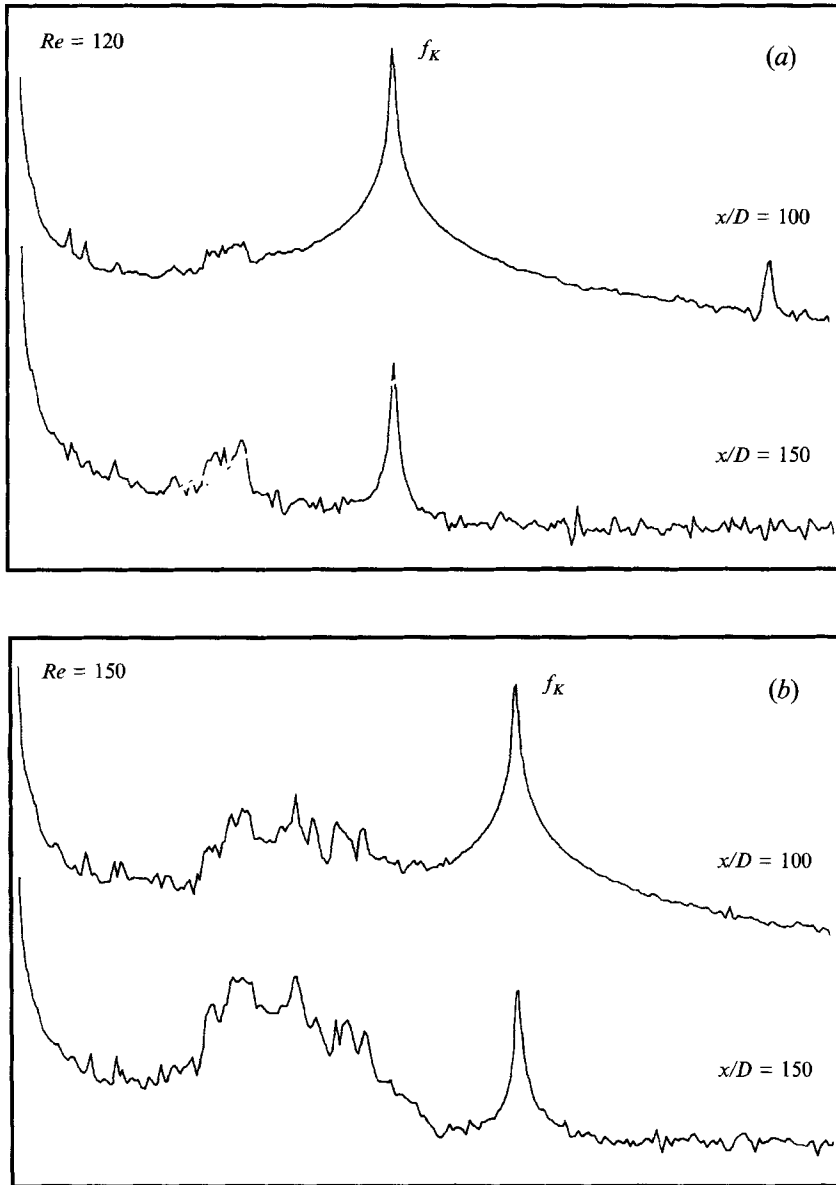 Re = 120
f_K
(a)
x/D = 100
x/D = 150
Re = 150
f_K
(b)
x/D = 100
x/D = 150